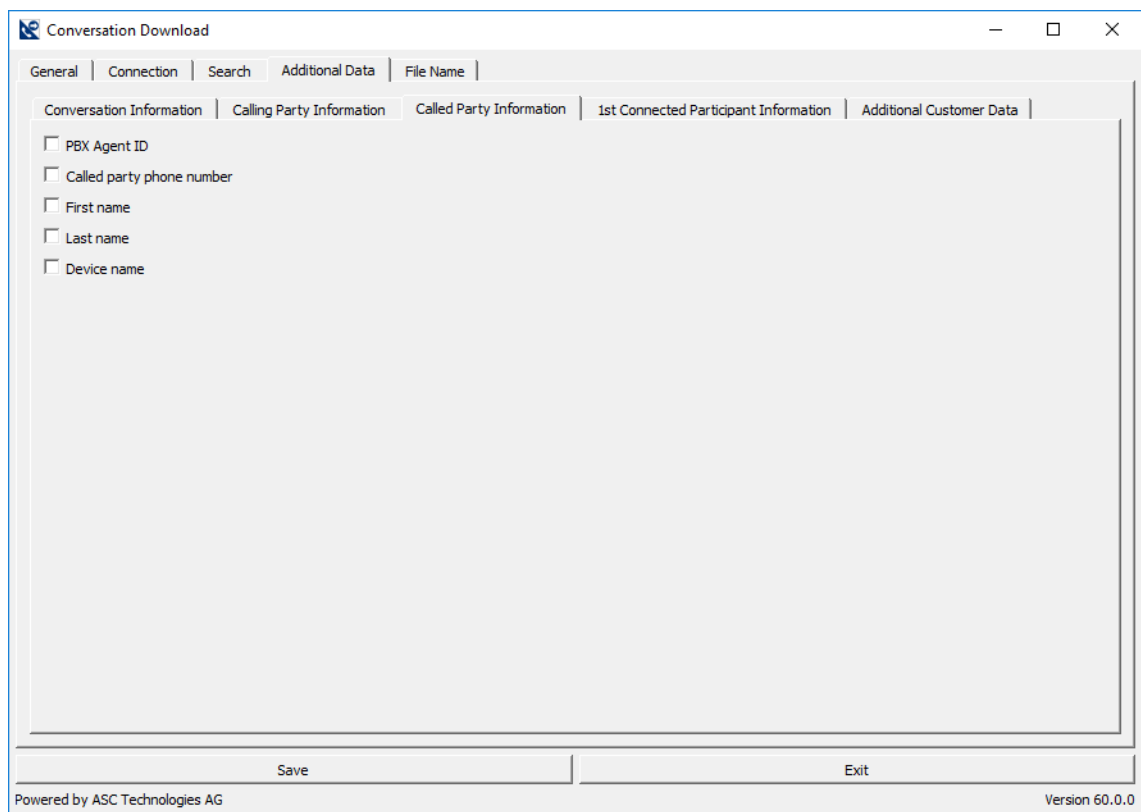 Conversation Download
General Connection Search Additional Data File Name
Conversation Information Calling Party Information Called Party Information 1st Connected Participant Information Additional Customer Data
PBX Agent ID
Called party phone number
First name
Last name
Device name
Save Exit
Powered by ASC Technologies AG Version 60.0.0